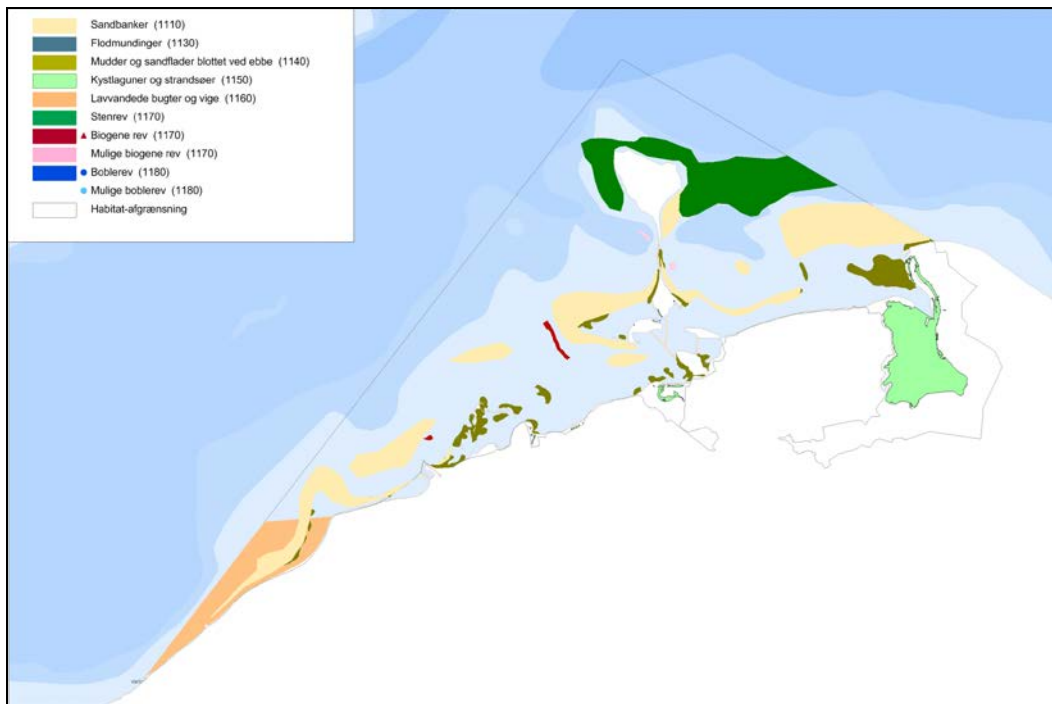 Sandbanker (1110)
Flodmundinger (1130)
Mudder og sandflader blottet ved ebbe (1140)
Kystlaguner og strandsøer (1150)
Lavvandede bugter og vige (1160)
Stenrev (1170)
Biogene rev (1170)
Mulige biogene rev (1170)
Boblerev (1180)
Mulige boblerev (1180)
Habitat-afgrænsning